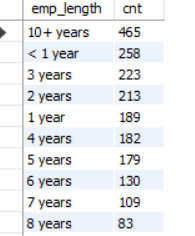 emp_length cnt
10+ years 465
< 1 year 258
3 years 223
2 years 213
1 year 189
4 years 182
5 years 179
6 years 130
7 years 109
8 years 83